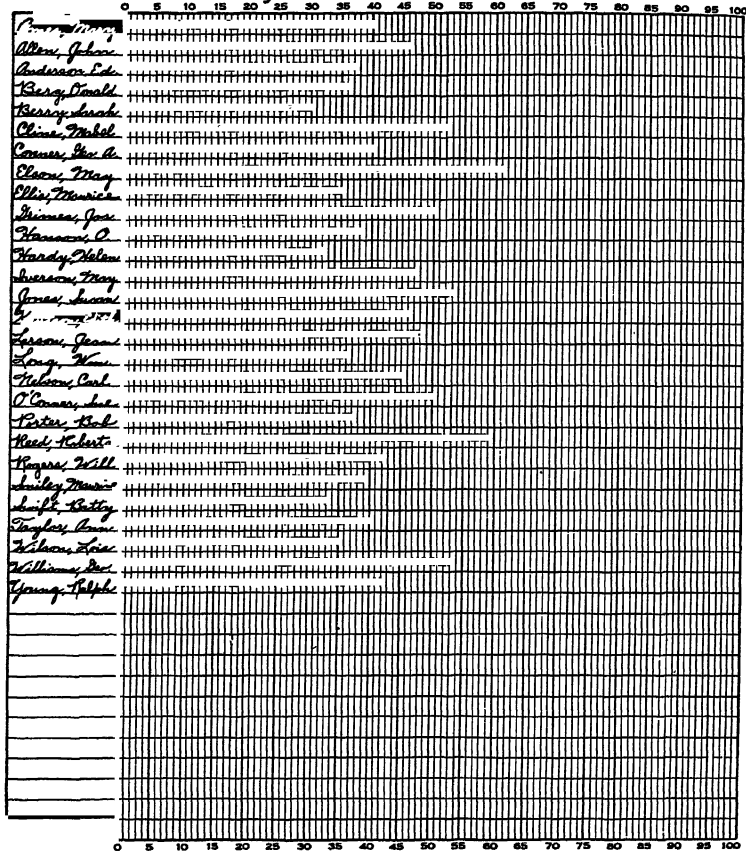 0 5 10 15 20 25 30 35 40 45 50 55 60 65 70 75 80 85 90 95 100
Mary
Allen, John
Anderson Ed.
Berg, Donald
Berry, Sarah
Cline, Mabel
Conner, Geo A.
Elson, May
Ellis, Maurice
Grimes, Jos
Hanson, O.
Hardy, Helen
Iverson, May
Jones, Susan
Larson, Jean
Long, Wm.
Nelson, Carl
O'Conner, Sue
Porter, Bob
Reed, Robert
Rogers, Will
Smiley, Maurine
Swift, Betty
Taylor, Anne
Wilson, Lois
Williams, Geo.
Young, Ralph
0 5 10 15 20 25 30 35 40 45 50 55 60 65 70 75 80 85 90 95 100